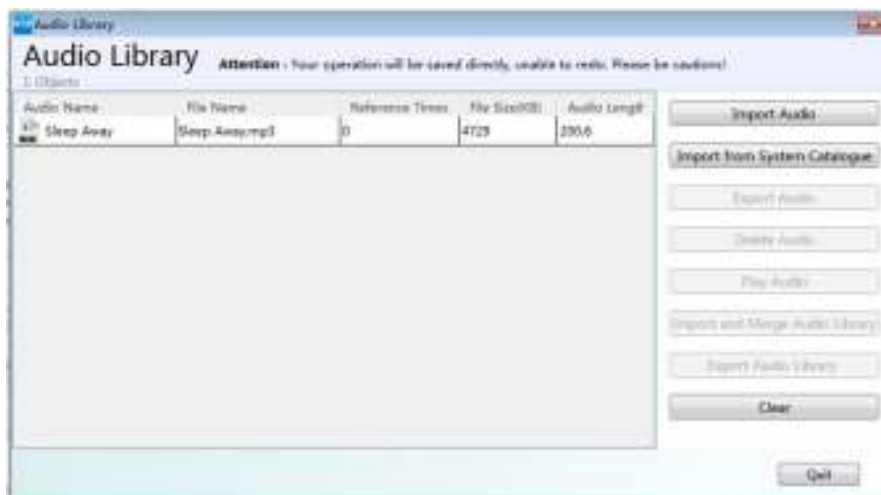 Audio Library
Audio Library Attention : Your operation will be saved directly, unable to redo. Please be cautions!
1 Objects
Audio Name File Name Reference Times File Size(KB) Audio Length
Sleep Away Sleep Away.mp3 0 4729 200.6
Import Audio
Import from System Catalogue
Export Audio
Delete Audio
Play Audio
Import and Merge Audio Library
Export Audio Library
Clear
Quit